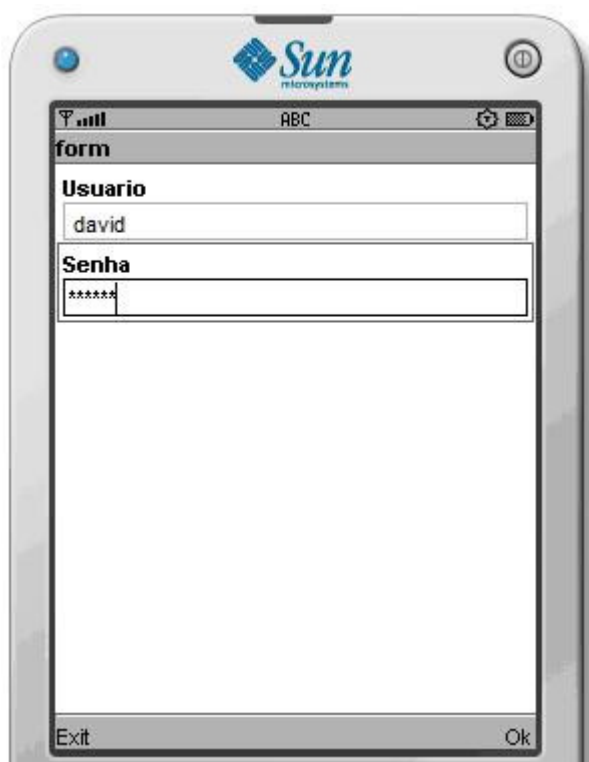 Sun
microsystems
ABC
form
Usuario
david
Senha
******
Exit Ok